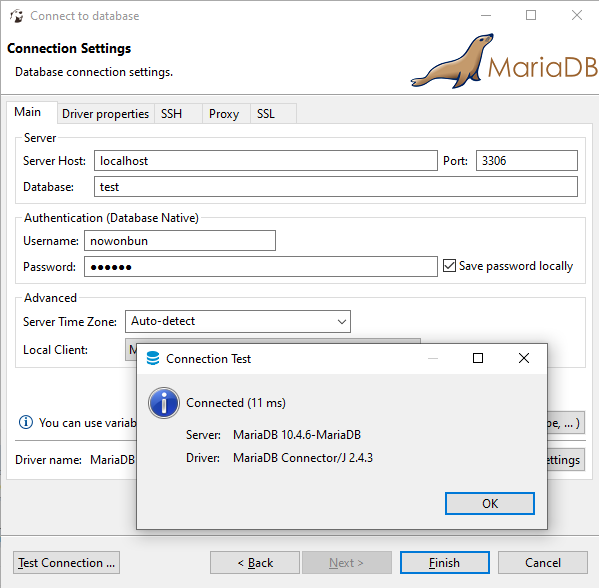 Connect to database
Connection Settings
Database connection settings.
MariaDB
Main Driver properties SSH Proxy SSL
Server
Server Host: localhost Port: 3306
Database: test
Authentication (Database Native)
Username: nowonbun
Password: ●●●●●● Save password locally
Advanced
Server Time Zone: Auto-detect
Local Client:
Connection Test
Connected (11 ms)
Server: MariaDB 10.4.6-MariaDB
Driver: MariaDB Connector/J 2.4.3
OK
You can use
Driver name: MariaDB
Test Connection ... < Back Next > Finish Cancel